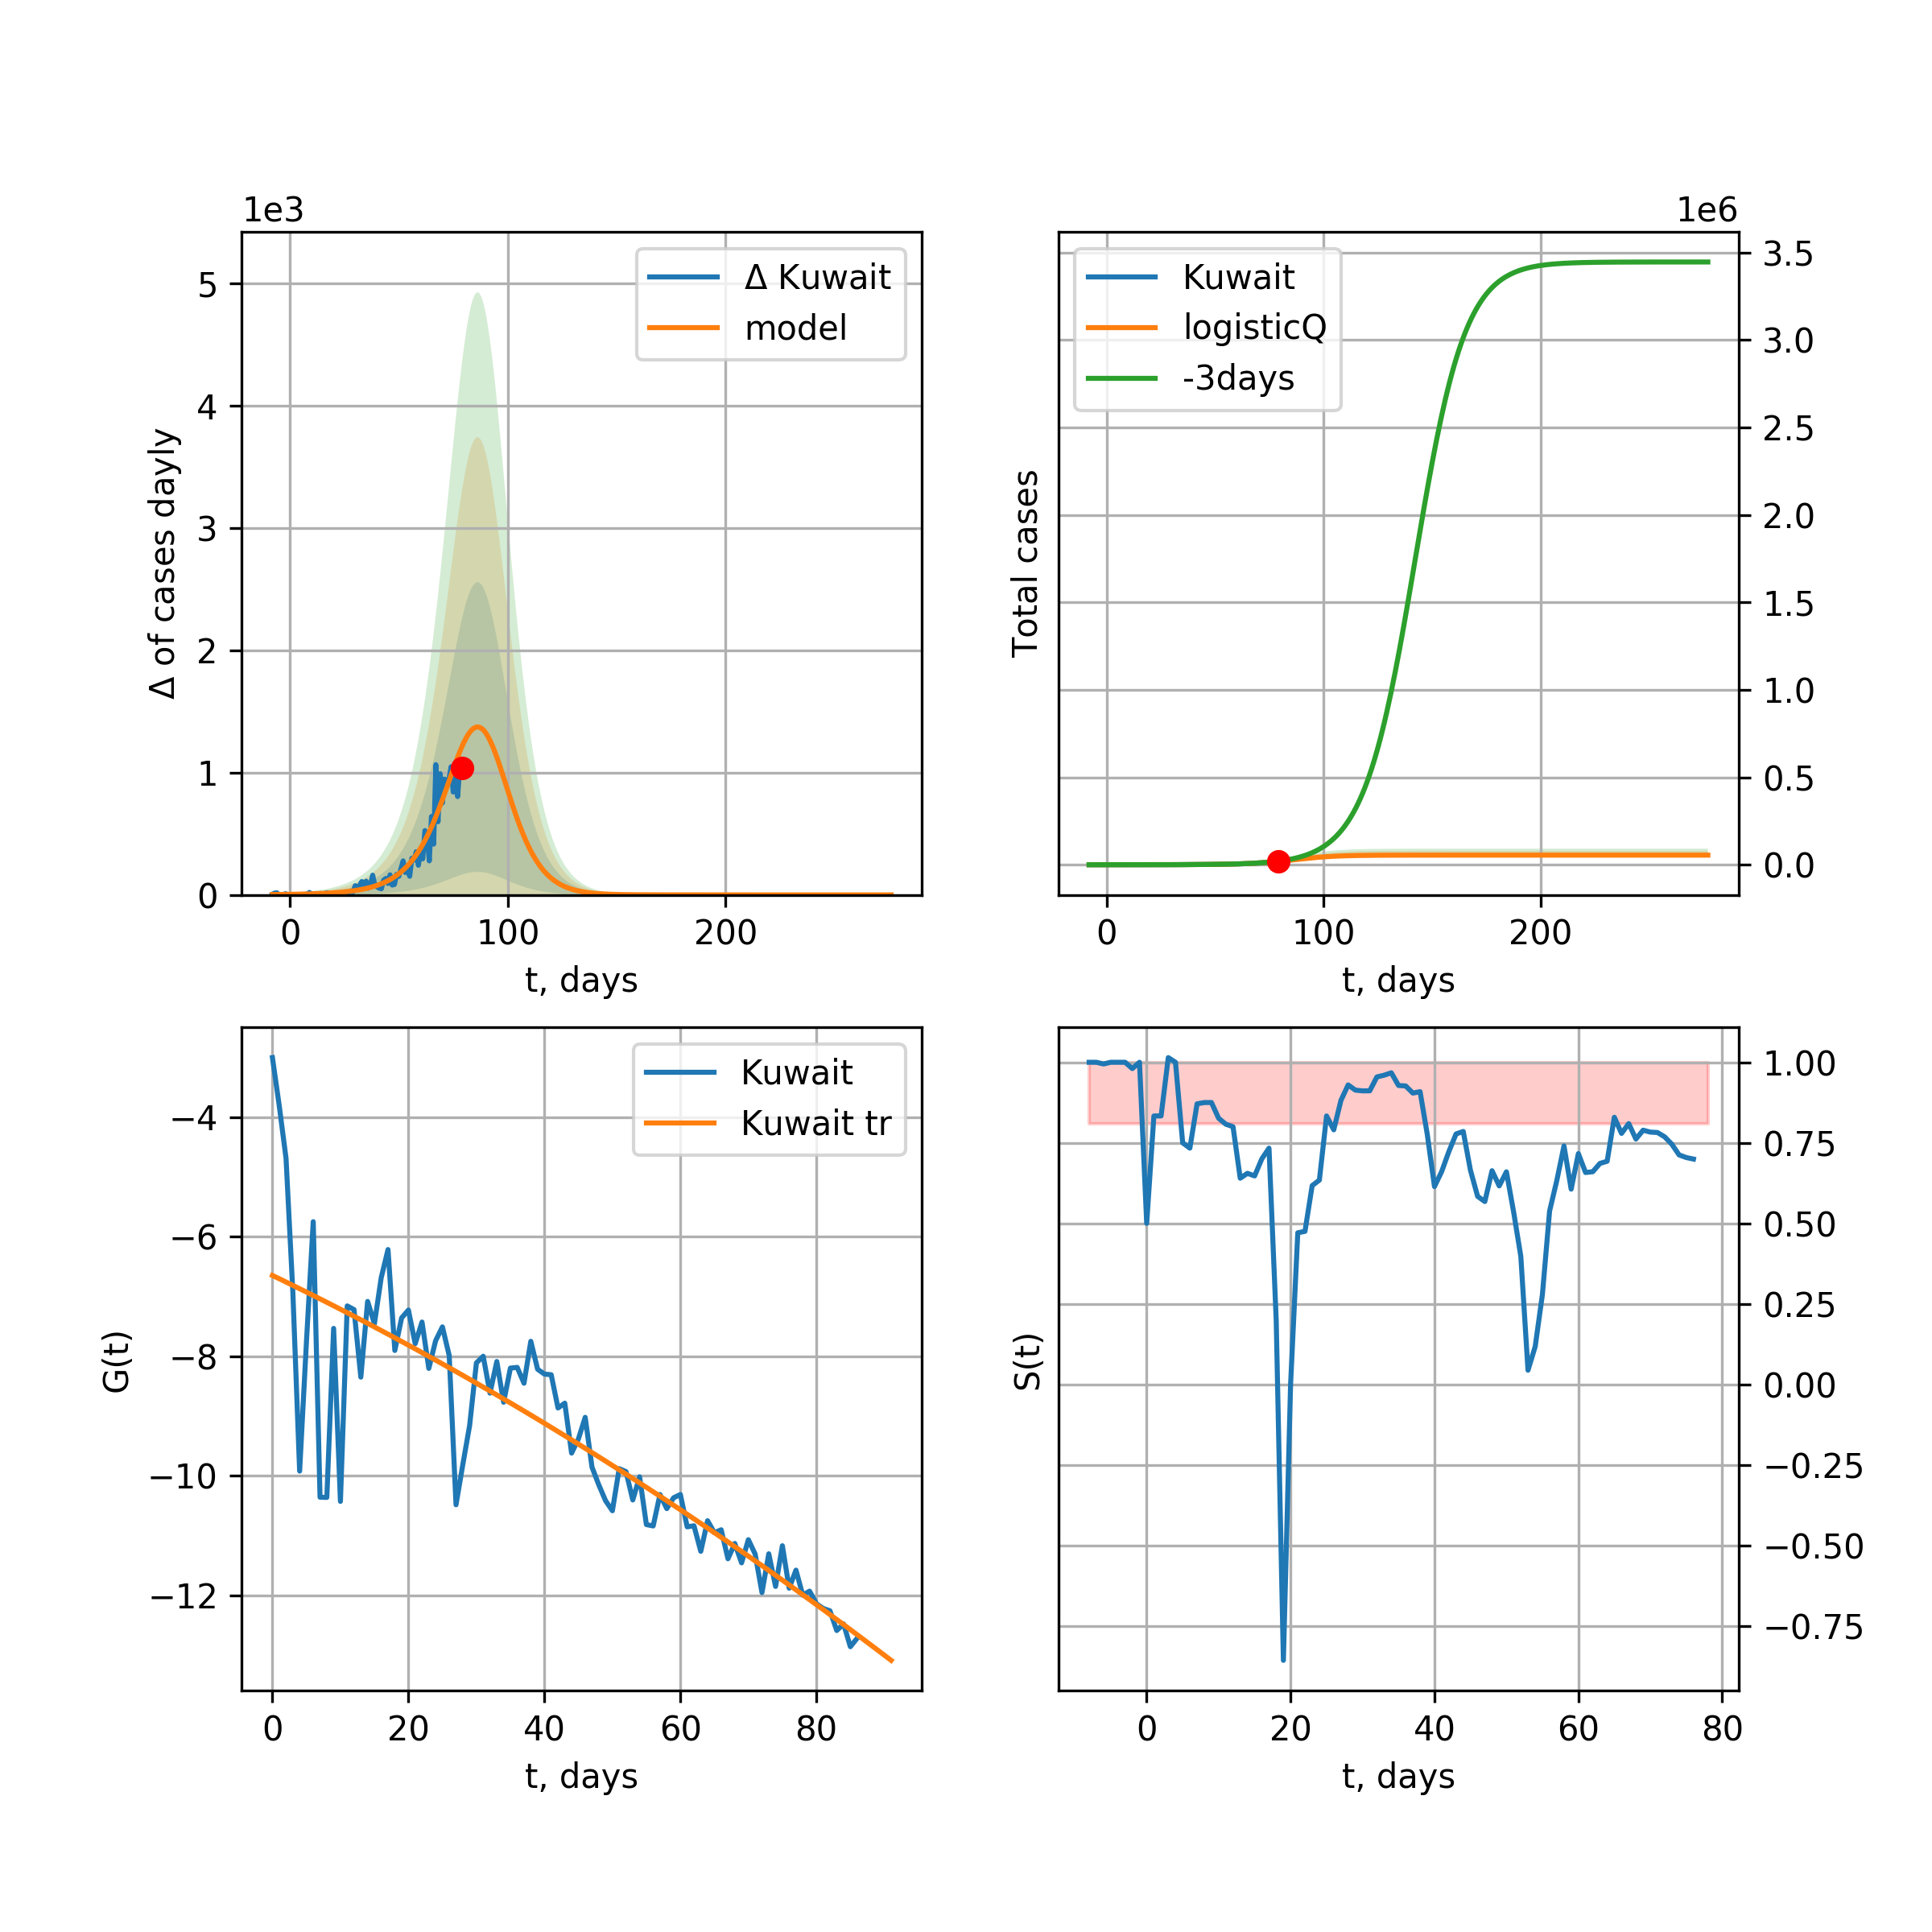 1e3
Δ of cases dayly
5
4
3
2
1
0
0 100 200
t, days
Δ Kuwait
model
1e6
Total cases
3.5
3.0
2.5
2.0
1.5
1.0
0.5
0.0
0 100 200
t, days
Kuwait
logisticQ
-3days
G(t)
−4
−6
−8
−10
−12
0 20 40 60 80
t, days
Kuwait
Kuwait tr
S(t)
1.00
0.75
0.50
0.25
0.00
−0.25
−0.50
−0.75
0 20 40 60 80
t, days